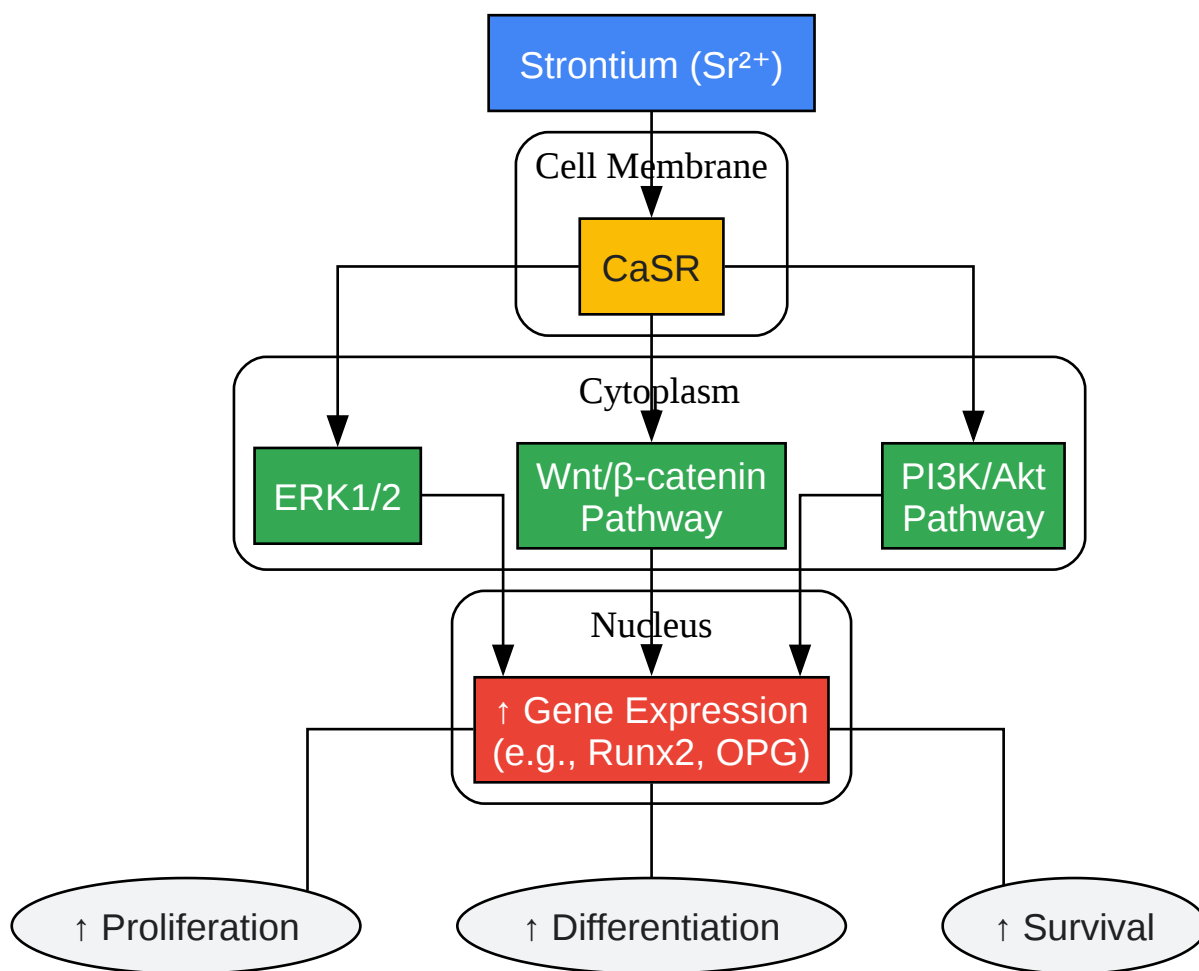 Strontium (Sr²⁺)
Cell Membrane
CaSR
Cytoplasm
ERK1/2
Wnt/β-catenin
Pathway
PI3K/Akt
Pathway
Nucleus
↑ Gene Expression
(e.g., Runx2, OPG)
↑ Proliferation
↑ Differentiation
↑ Survival